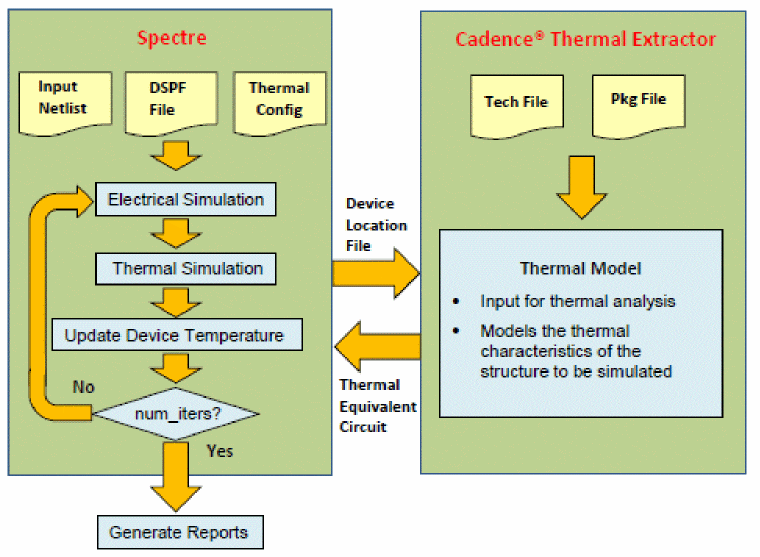 Spectre
Input
Netlist
DSPF
File
Thermal
Config
Electrical Simulation
Thermal Simulation
Update Device Temperature
No
num_iters?
Yes
Generate Reports
Device
Location
File
Thermal
Equivalent
Circuit
Cadence® Thermal Extractor
Tech File
Pkg File
Thermal Model
• Input for thermal analysis
• Models the thermal
characteristics of the
structure to be simulated